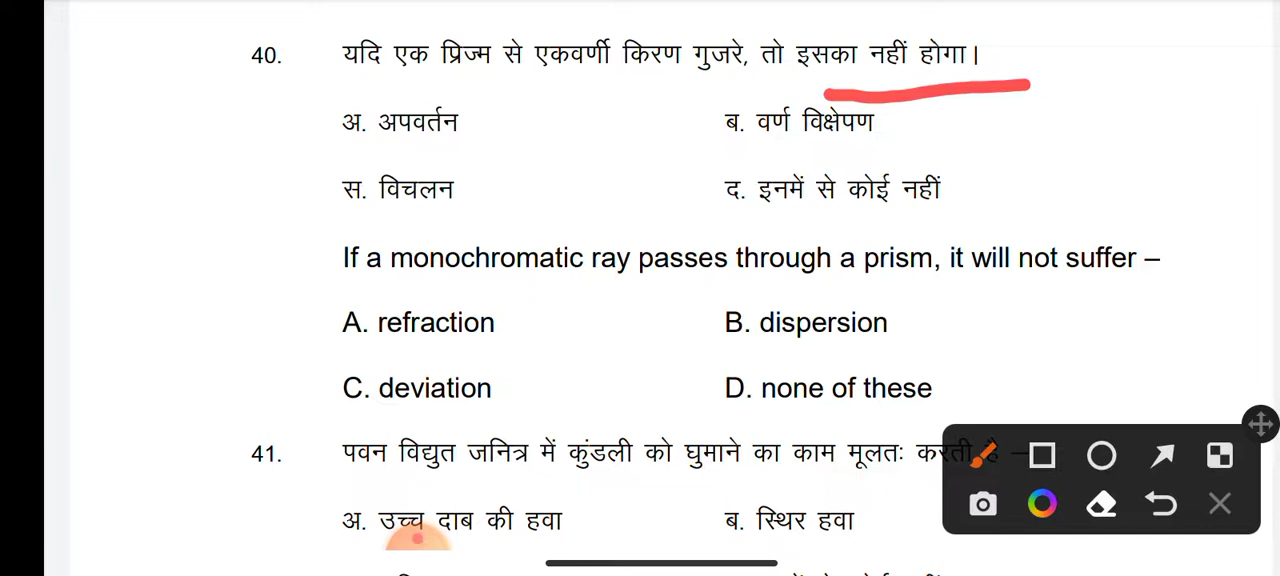 40. यदि एक प्रिज्म से एकवर्णी किरण गुजरे, तो इसका नहीं होगा।
अ. अपवर्तन ब. वर्ण विक्षेपण
स. विचलन द. इनमें से कोई नहीं
If a monochromatic ray passes through a prism, it will not suffer –
A. refraction B. dispersion
C. deviation D. none of these
41. पवन विद्युत जनित्र में कुंडली को घुमाने का काम मूलतः करती है –
अ. उच्च दाब की हवा ब. स्थिर हवा